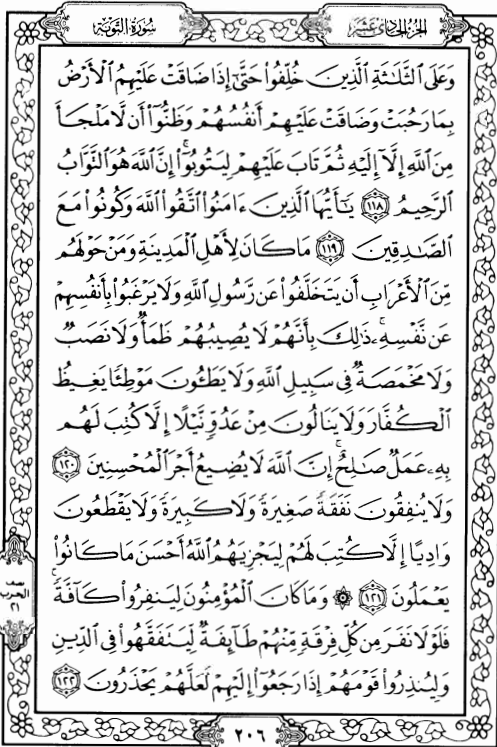 الجزء الحادي عشر
سورة التوبة
وَعَلَى ٱلثَّلَٰثَةِ ٱلَّذِينَ خُلِّفُوا۟ حَتَّىٰٓ إِذَا ضَاقَتْ عَلَيْهِمُ ٱلْأَرْضُ
بِمَا رَحُبَتْ وَضَاقَتْ عَلَيْهِمْ أَنفُسُهُمْ وَظَنُّوٓا۟ أَن لَّا مَلْجَأَ
مِنَ ٱللَّهِ إِلَّآ إِلَيْهِ ثُمَّ تَابَ عَلَيْهِمْ لِيَتُوبُوٓا۟ ۚ إِنَّ ٱللَّهَ هُوَ ٱلتَّوَّابُ
ٱلرَّحِيمُ ١١٨ يَٰٓأَيُّهَا ٱلَّذِينَ ءَامَنُوا۟ ٱتَّقُوا۟ ٱللَّهَ وَكُونُوا۟ مَعَ
ٱلصَّٰدِقِينَ ١١٩ مَا كَانَ لِأَهْلِ ٱلْمَدِينَةِ وَمَنْ حَوْلَهُم
مِّنَ ٱلْأَعْرَابِ أَن يَتَخَلَّفُوا۟ عَن رَّسُولِ ٱللَّهِ وَلَا يَرْغَبُوا۟ بِأَنفُسِهِمْ
عَن نَّفْسِهِۦ ۚ ذَٰلِكَ بِأَنَّهُمْ لَا يُصِيبُهُمْ ظَمَأٌ وَلَا نَصَبٌ
وَلَا مَخْمَصَةٌ فِى سَبِيلِ ٱللَّهِ وَلَا يَطَـُٔونَ مَوْطِئًا يَغِيظُ
ٱلْكُفَّارَ وَلَا يَنَالُونَ مِنْ عَدُوٍّ نَّيْلًا إِلَّا كُتِبَ لَهُم
بِهِۦ عَمَلٌ صَٰلِحٌ ۚ إِنَّ ٱللَّهَ لَا يُضِيعُ أَجْرَ ٱلْمُحْسِنِينَ ١٢٠
وَلَا يُنفِقُونَ نَفَقَةً صَغِيرَةً وَلَا كَبِيرَةً وَلَا يَقْطَعُونَ
وَادِيًا إِلَّا كُتِبَ لَهُمْ لِيَجْزِيَهُمُ ٱللَّهُ أَحْسَنَ مَا كَانُوا۟
يَعْمَلُونَ ١٢١ ۞ وَمَا كَانَ ٱلْمُؤْمِنُونَ لِيَنفِرُوا۟ كَآفَّةً ۚ
فَلَوْلَا نَفَرَ مِن كُلِّ فِرْقَةٍ مِّنْهُمْ طَآئِفَةٌ لِّيَتَفَقَّهُوا۟ فِى ٱلدِّينِ
وَلِيُنذِرُوا۟ قَوْمَهُمْ إِذَا رَجَعُوٓا۟ إِلَيْهِمْ لَعَلَّهُمْ يَحْذَرُونَ ١٢٢
نصف
الحزب
٢١
٢٠٦